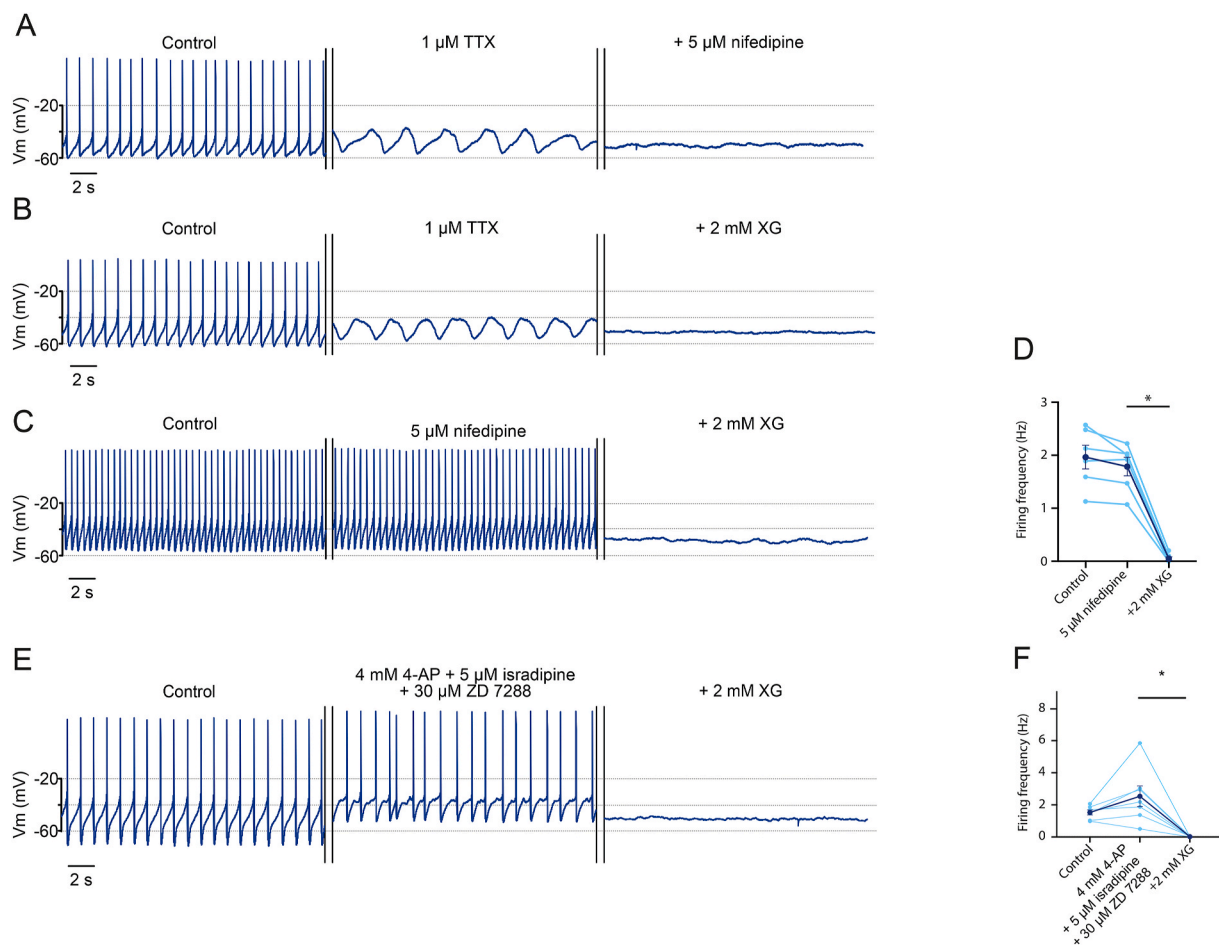 A
Control
1 µM TTX
+ 5 µM nifedipine
Vm (mV)
-20
-60
2 s
B
Control
1 µM TTX
+ 2 mM XG
Vm (mV)
-20
-60
2 s
C
Control
5 µM nifedipine
+ 2 mM XG
Vm (mV)
-20
-60
2 s
D
*
Firing frequency (Hz)
3
2
1
0
Control
5 µM nifedipine
+2 mM XG
E
Control
4 mM 4-AP + 5 µM isradipine
+ 30 µM ZD 7288
+ 2 mM XG
Vm (mV)
-20
-60
2 s
F
*
Firing frequency (Hz)
8
6
4
2
0
Control
4 mM 4-AP
+ 5 µM isradipine
+ 30 µM ZD 7288
+2 mM XG